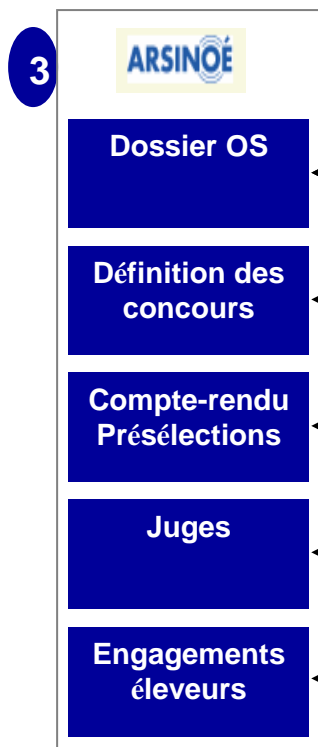 3
ARSINOÉ
Dossier OS
Définition des
concours
Compte-rendu
Présélections
Juges
Engagements
éleveurs